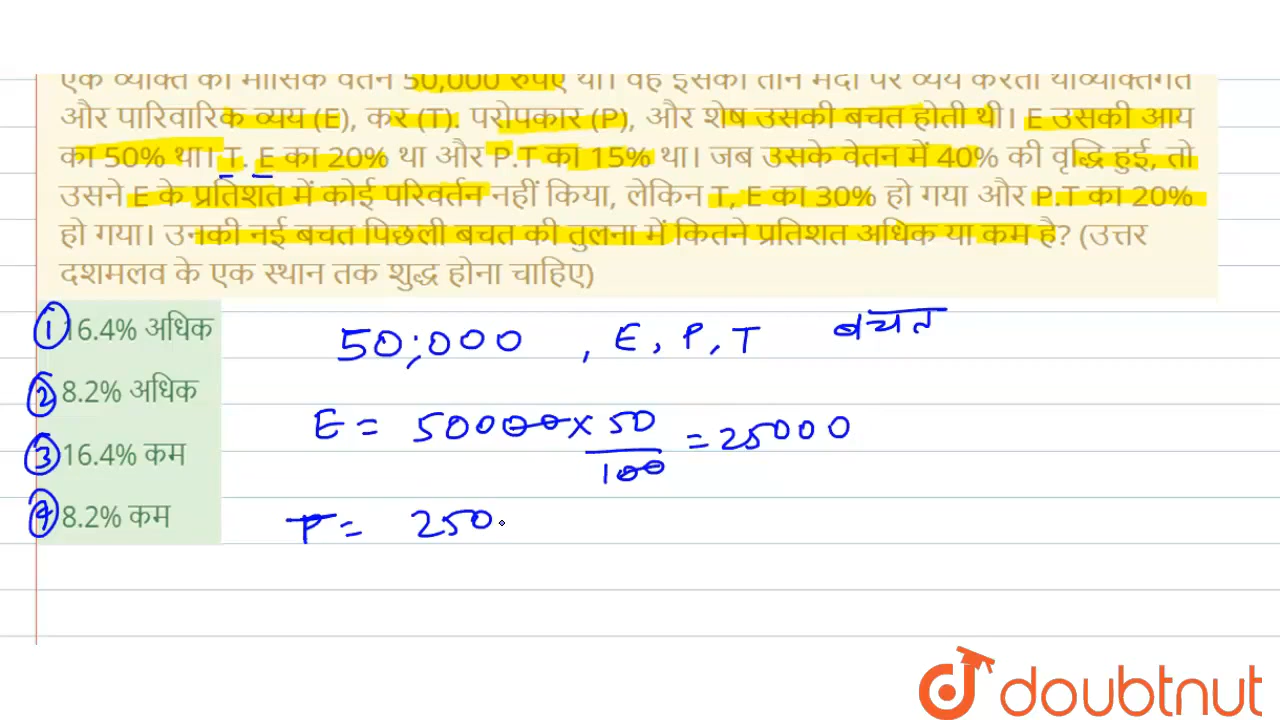 एक व्यक्ति का मासिक वेतन 50,000 रुपए था। वह इसको तीन मदों पर व्यय करता थाव्यक्तिगत
और पारिवारिक व्यय (E), कर (T). परोपकार (P), और शेष उसकी बचत होती थी। E उसकी आय
का 50% था। T. E का 20% था और P.T का 15% था। जब उसके वेतन में 40% की वृद्धि हुई, तो
उसने E के प्रतिशत में कोई परिवर्तन नहीं किया, लेकिन T, E का 30% हो गया और P.T का 20%
हो गया। उनकी नई बचत पिछली बचत की तुलना में कितने प्रतिशत अधिक या कम है? (उत्तर
दशमलव के एक स्थान तक शुद्ध होना चाहिए)
1 16.4% अधिक
2 8.2% अधिक
3 16.4% कम
4 8.2% कम
50,000 , E, P, T बचत
E = 50000 x 50 / 100 = 25000
T = 250
doubtnut